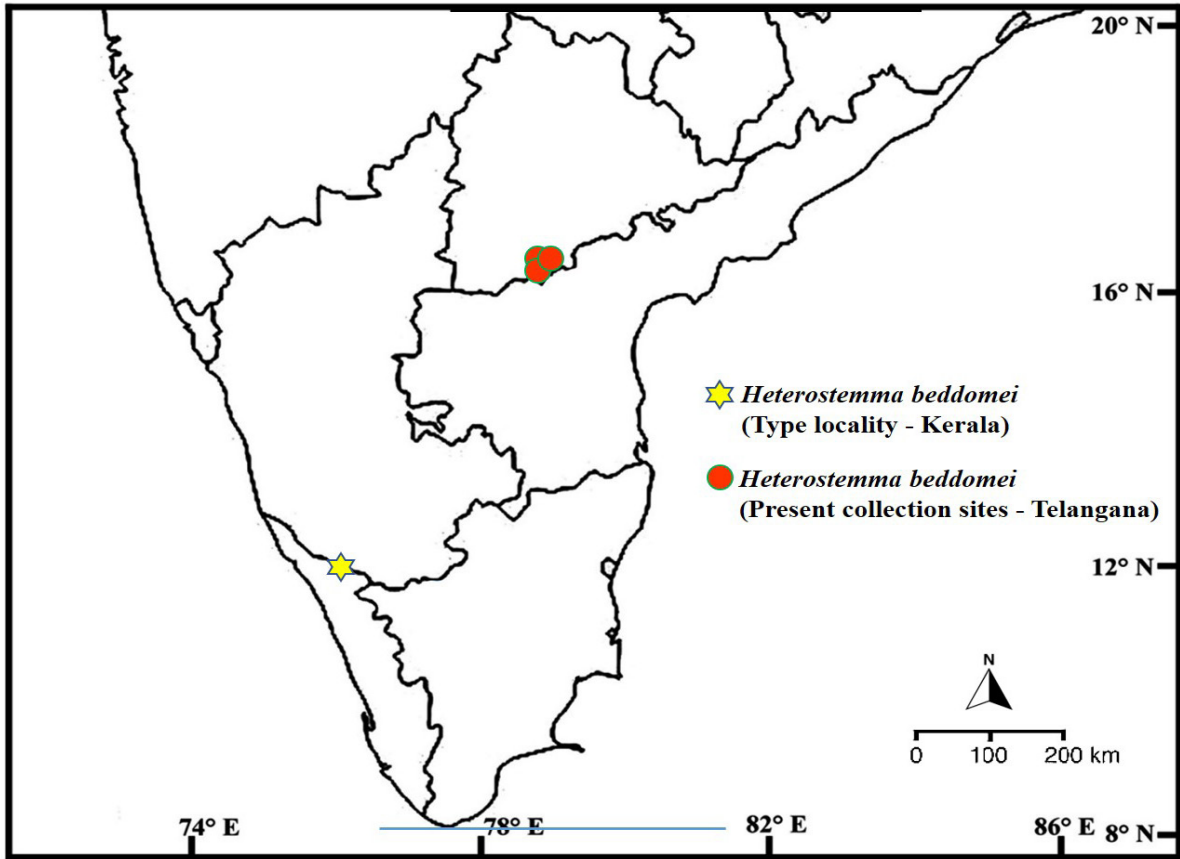 20° N
16° N
Heterostemma beddomei
(Type locality - Kerala)
Heterostemma beddomei
(Present collection sites - Telangana)
12° N
N
0 100 200 km
74° E 78° E 82° E 86° E 8° N